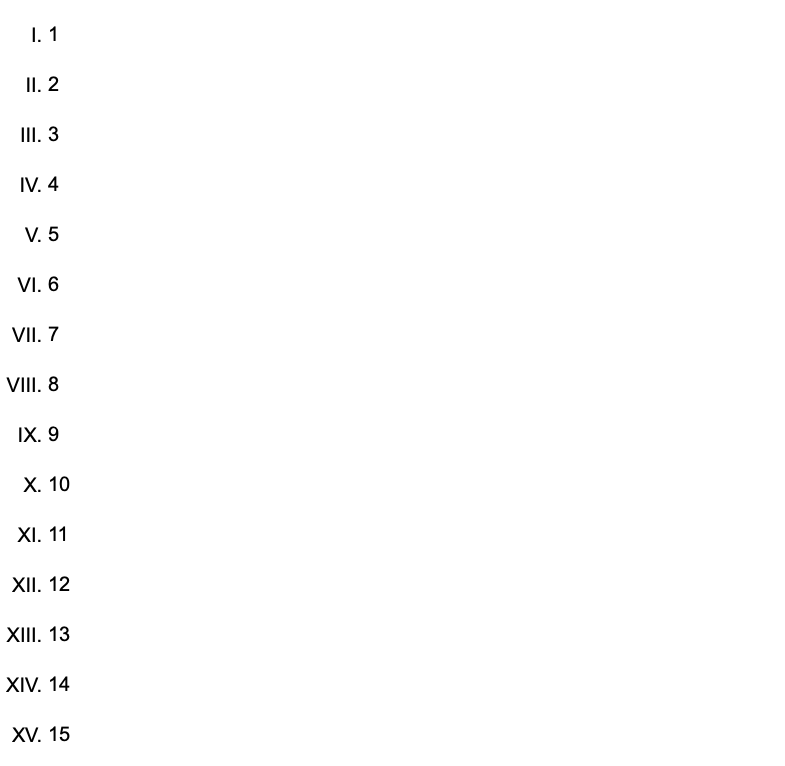 I. 1
II. 2
III. 3
IV. 4
V. 5
VI. 6
VII. 7
VIII. 8
IX. 9
X. 10
XI. 11
XII. 12
XIII. 13
XIV. 14
XV. 15